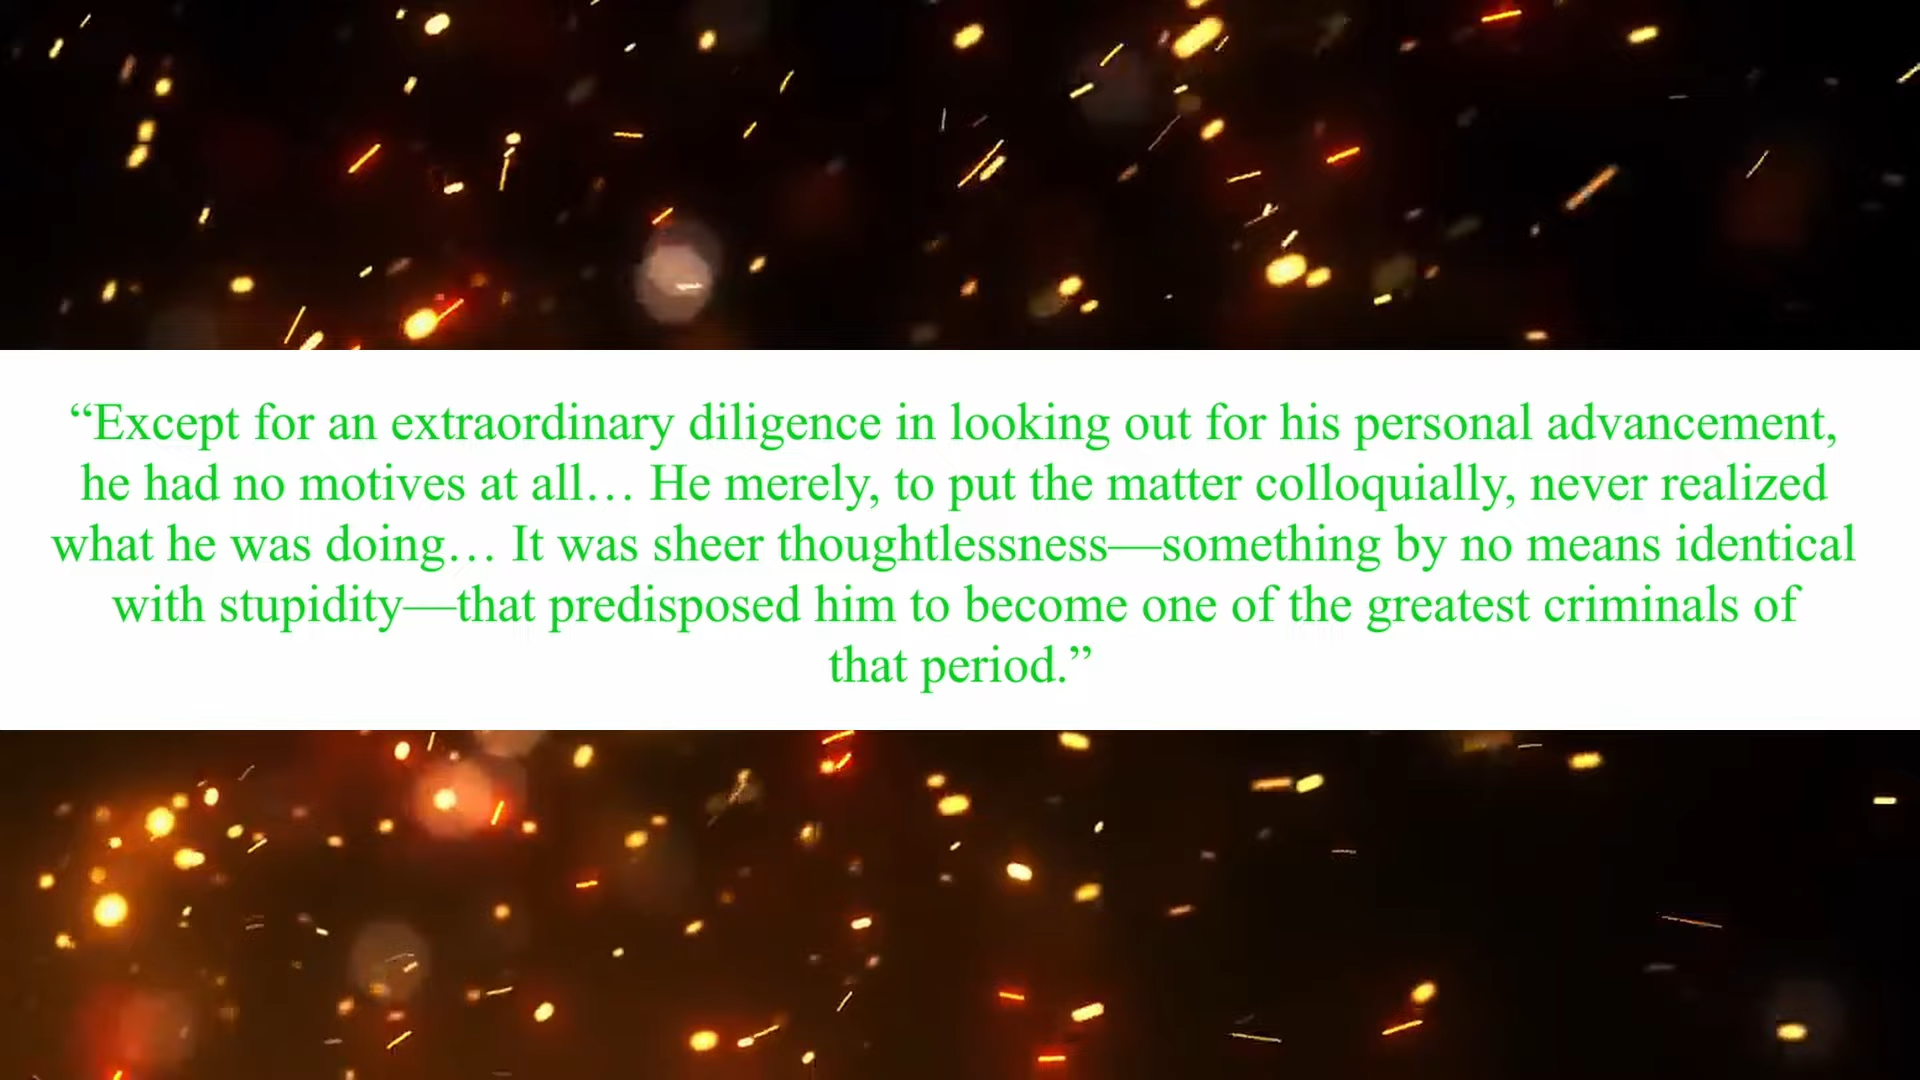 “Except for an extraordinary diligence in looking out for his personal advancement,
he had no motives at all… He merely, to put the matter colloquially, never realized
what he was doing… It was sheer thoughtlessness—something by no means identical
with stupidity—that predisposed him to become one of the greatest criminals of
that period.”